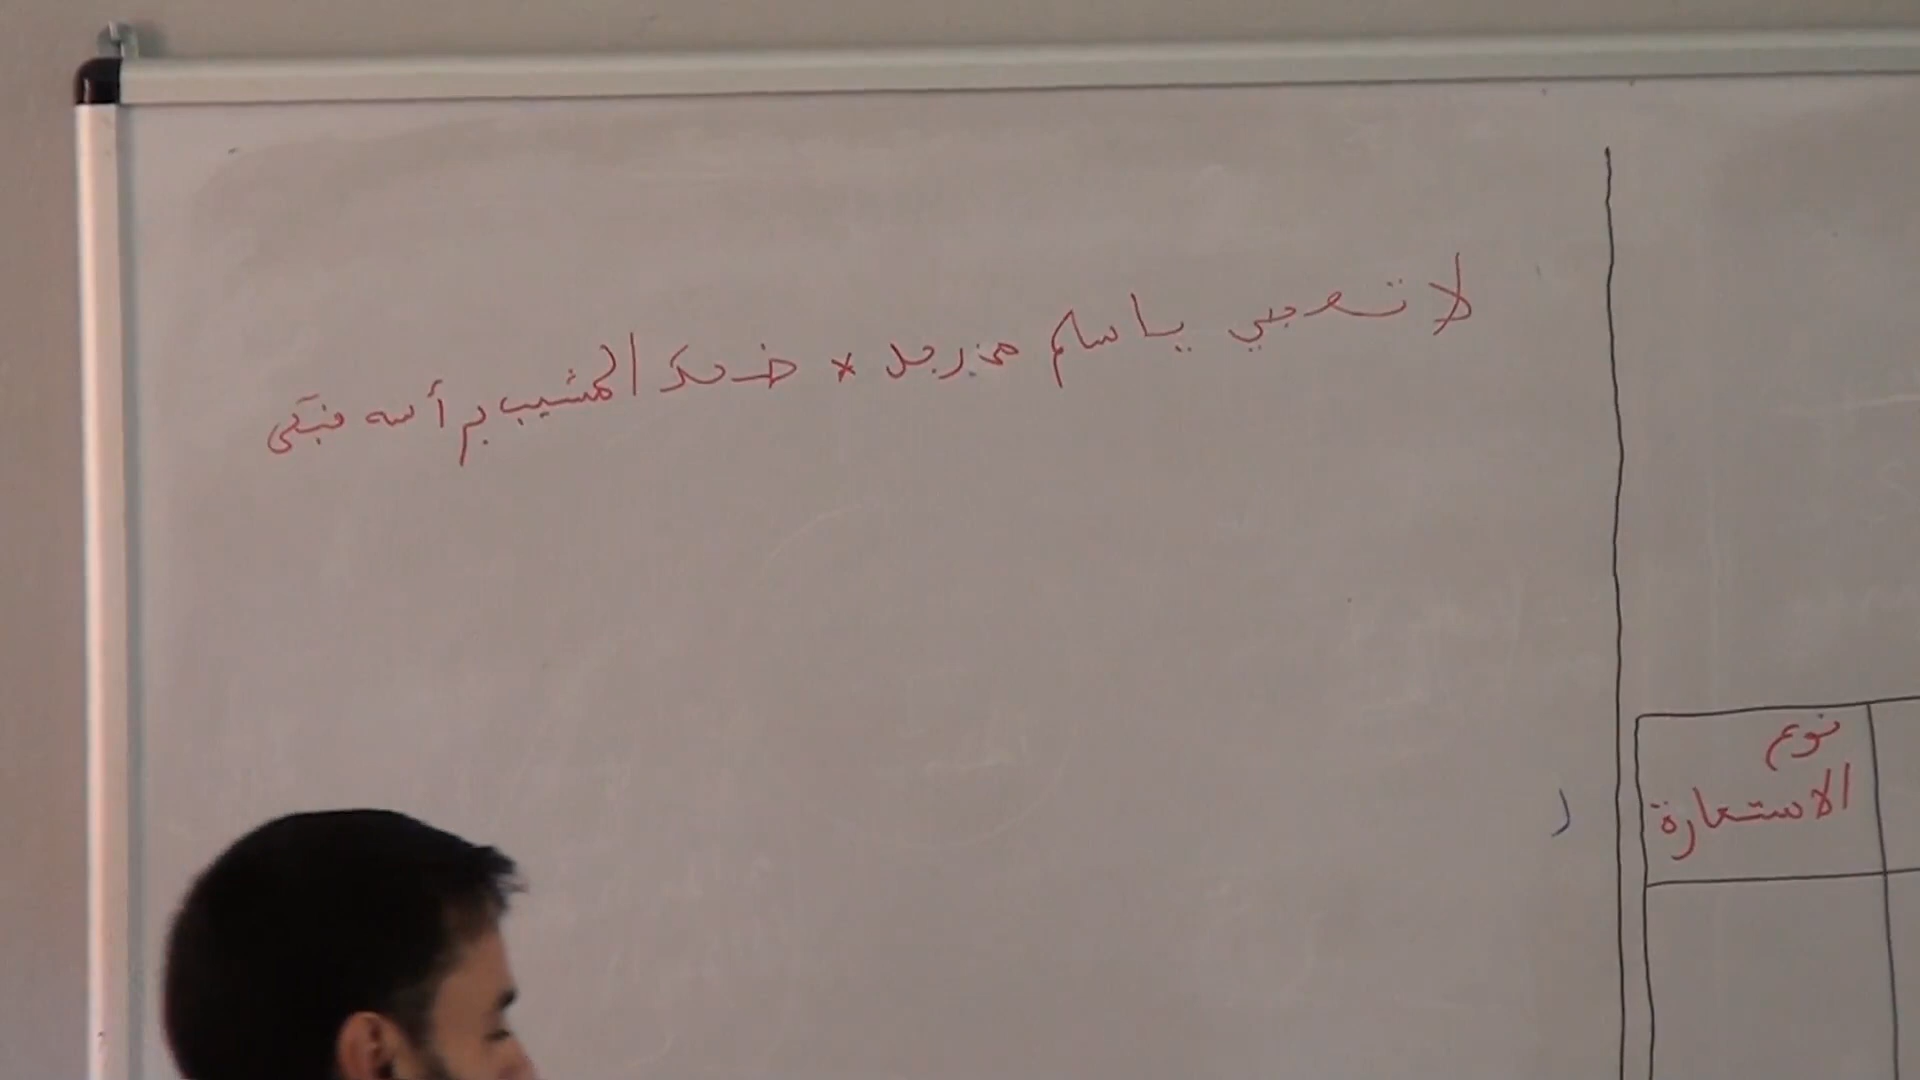 لا تعجبي يا سلم من رجل * ضحك المشيب برأسه فبكى
نوع
الاستعارة